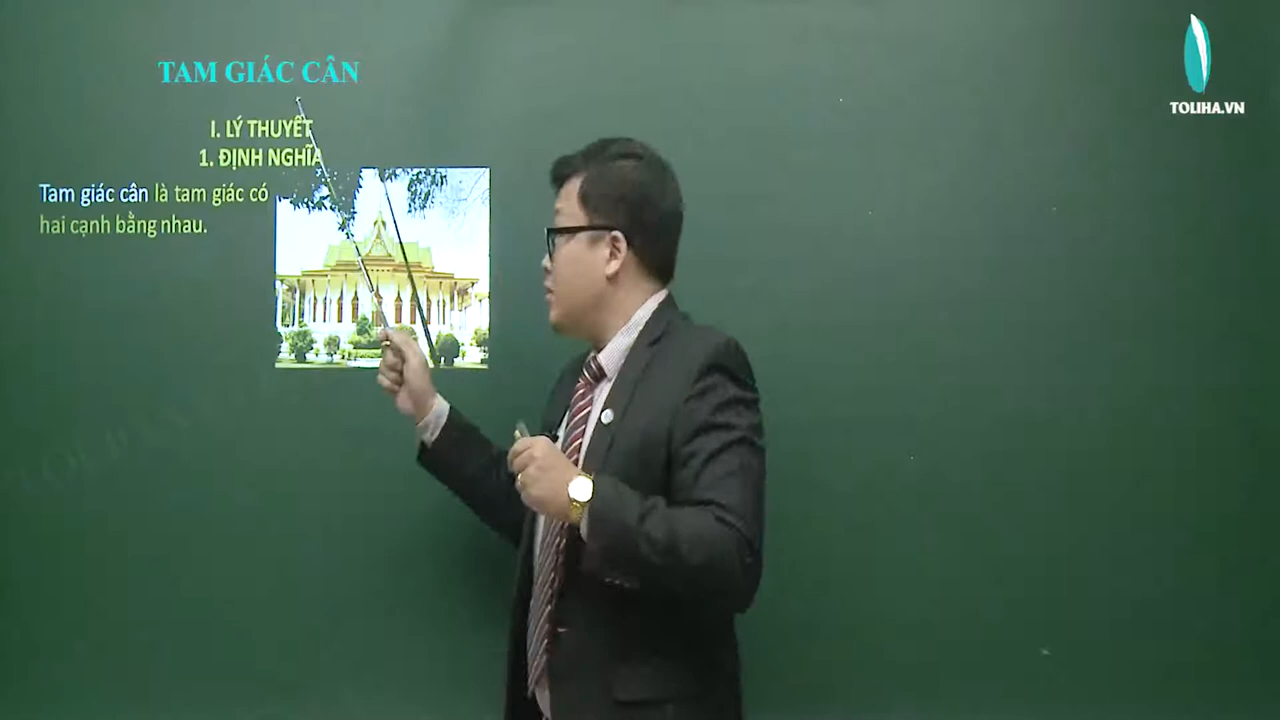 TAM GIÁC CÂN
TOLIHA.VN
I. LÝ THUYẾT
1. ĐỊNH NGHĨA
Tam giác cân là tam giác có
hai cạnh bằng nhau.